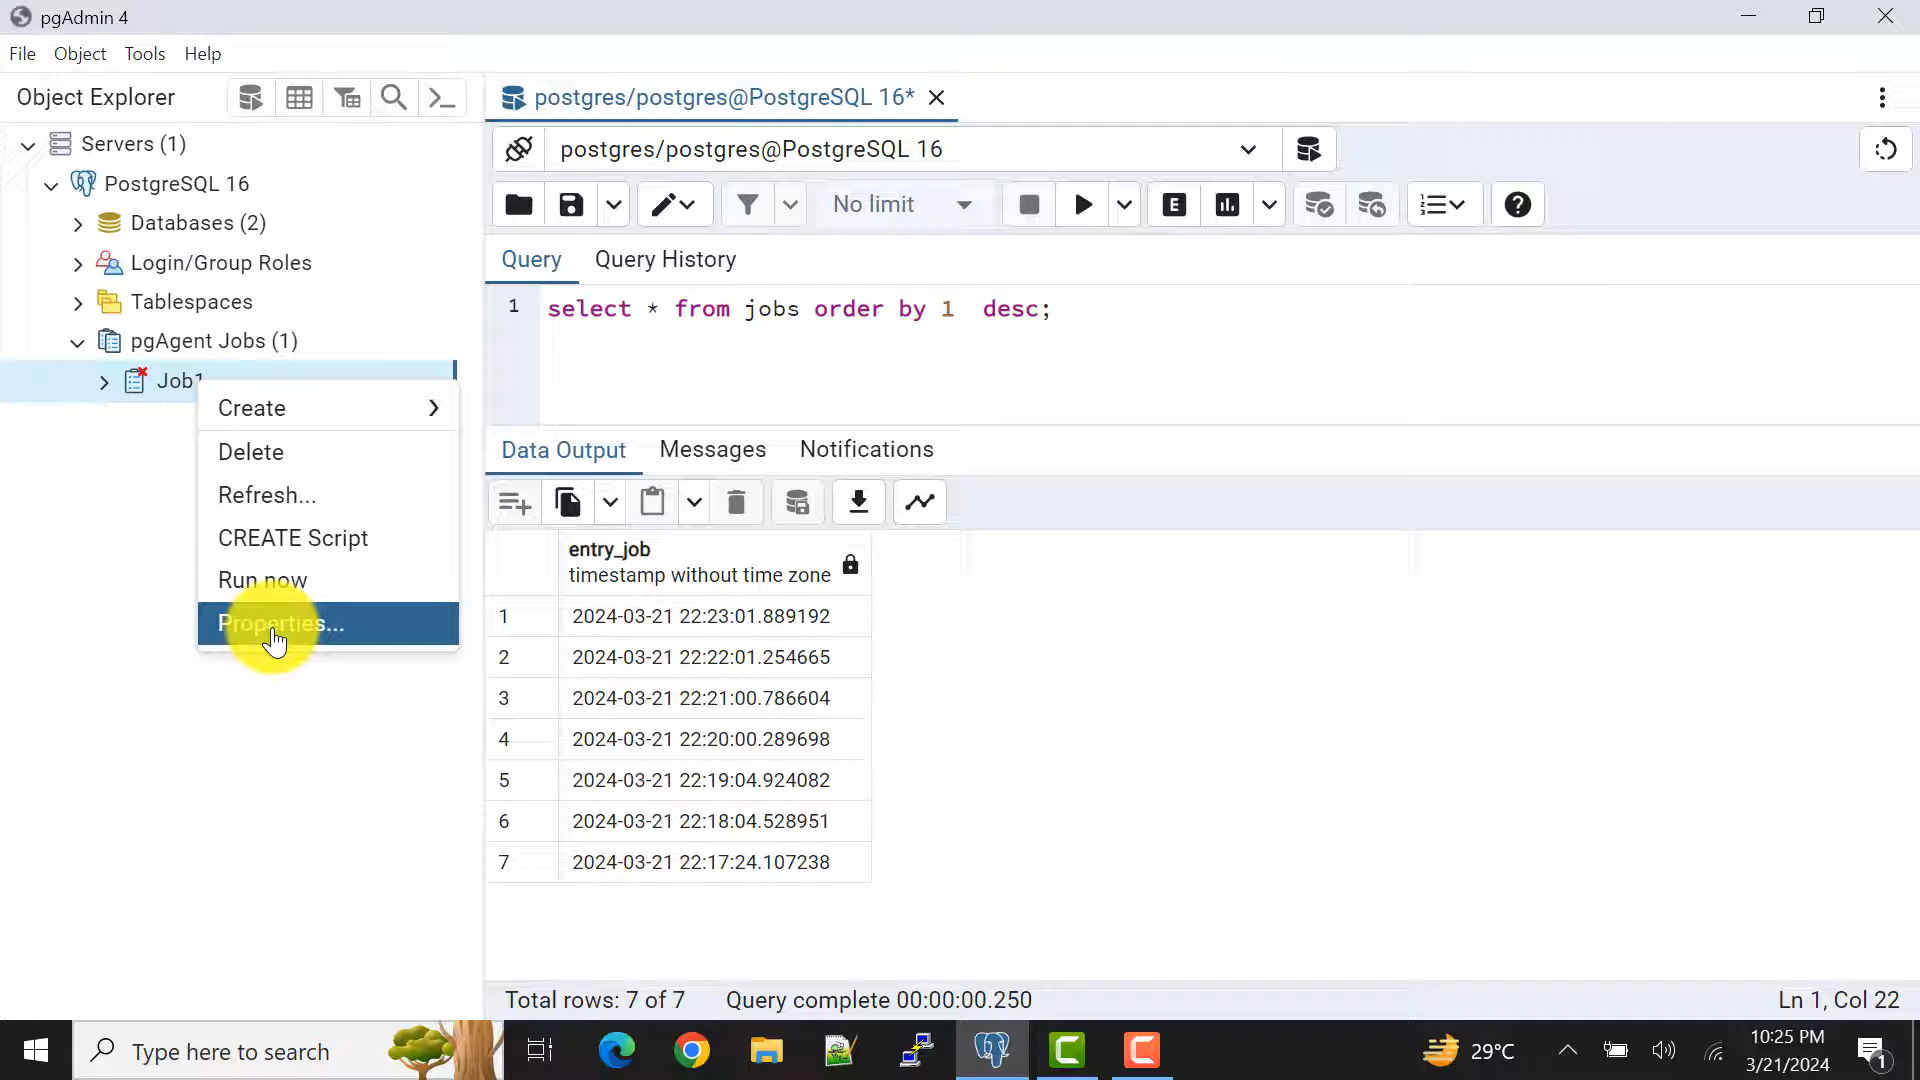 pgAdmin 4
File Object Tools Help
Object Explorer
postgres/postgres@PostgreSQL 16*
Servers (1)
postgres/postgres@PostgreSQL 16
PostgreSQL 16
Databases (2)
No limit
E
Login/Group Roles
Query Query History
Tablespaces
1 select * from jobs order by 1 desc;
pgAgent Jobs (1)
Job1
Create
Delete
Refresh...
CREATE Script
Run now
Properties...
Data Output Messages Notifications
entry_job
timestamp without time zone
1 2024-03-21 22:23:01.889192
2 2024-03-21 22:22:01.254665
3 2024-03-21 22:21:00.786604
4 2024-03-21 22:20:00.289698
5 2024-03-21 22:19:04.924082
6 2024-03-21 22:18:04.528951
7 2024-03-21 22:17:24.107238
Total rows: 7 of 7 Query complete 00:00:00.250 Ln 1, Col 22
Type here to search
29°C
10:25 PM
3/21/2024
1